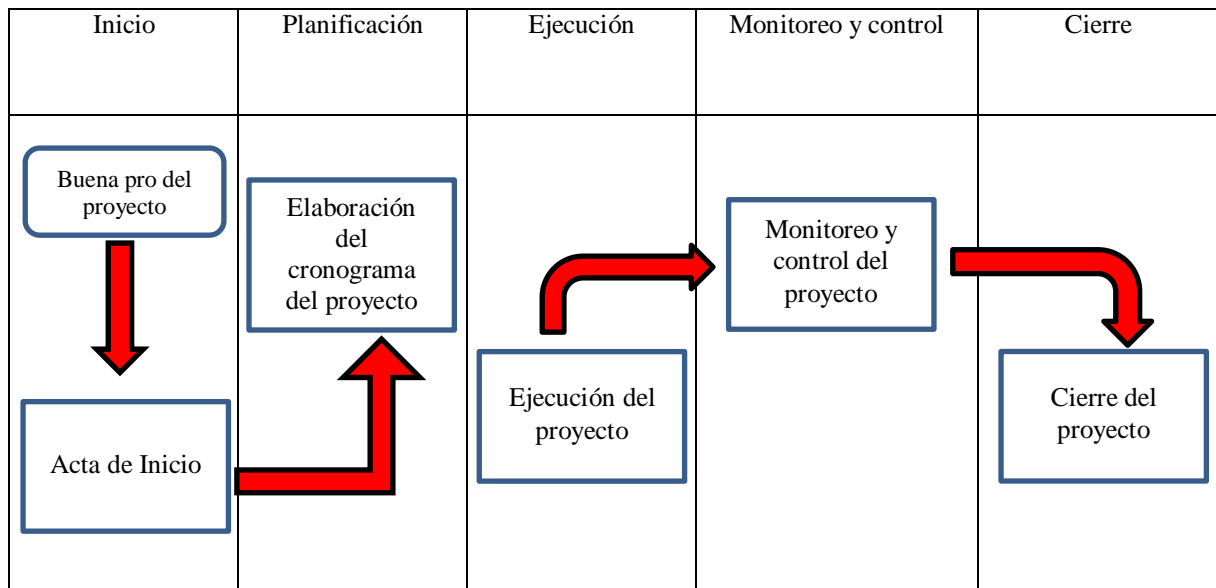 Inicio
Planificación
Ejecución
Monitoreo y control
Cierre
Buena pro del
proyecto
Acta de Inicio
Elaboración
del
cronograma
del proyecto
Ejecución del
proyecto
Monitoreo y
control del
proyecto
Cierre del
proyecto